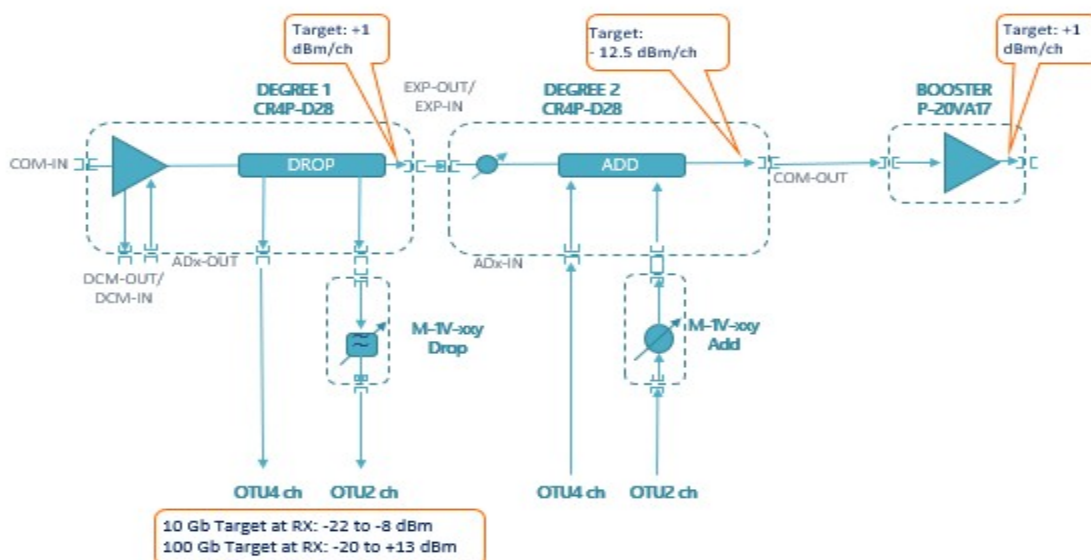 Target: +1
dBm/ch
Target:
- 12.5 dBm/ch
Target: +1
dBm/ch
DEGREE 1
CR4P-D28
EXP-OUT/
EXP-IN
DEGREE 2
CR4P-D28
BOOSTER
P-20VA17
COM-IN
DROP
ADD
COM-OUT
ADx-OUT
DCM-OUT/
DCM-IN
ADx-IN
M-1V-xxy
Drop
M-1V-xxy
Add
OTU4 ch
OTU2 ch
OTU4 ch
OTU2 ch
10 Gb Target at RX: -22 to -8 dBm
100 Gb Target at RX: -20 to +13 dBm